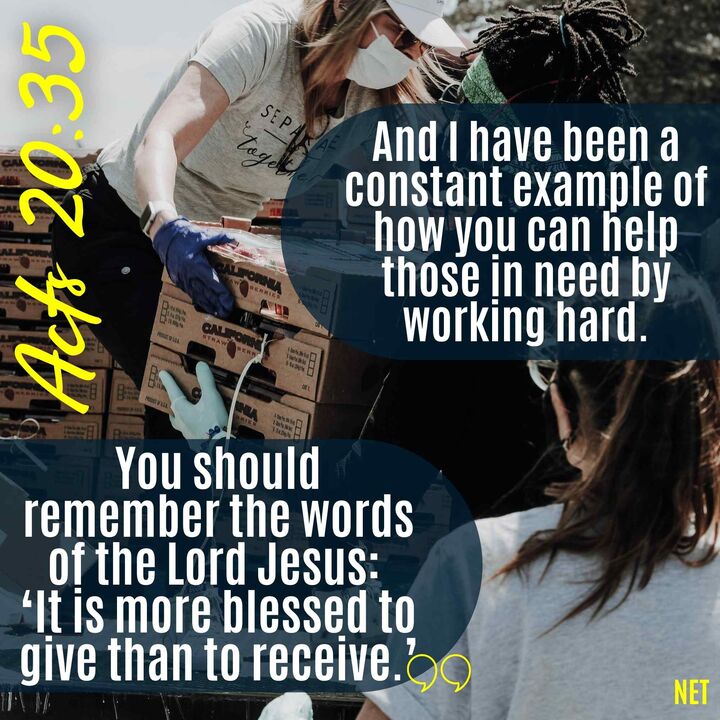 Acts 20:35
And I have been a
constant example of
how you can help
those in need by
working hard.
You should
remember the words
of the Lord Jesus:
‘It is more blessed to
give than to receive.’
NET
together
CALIFORNIA
CALIFORNIA